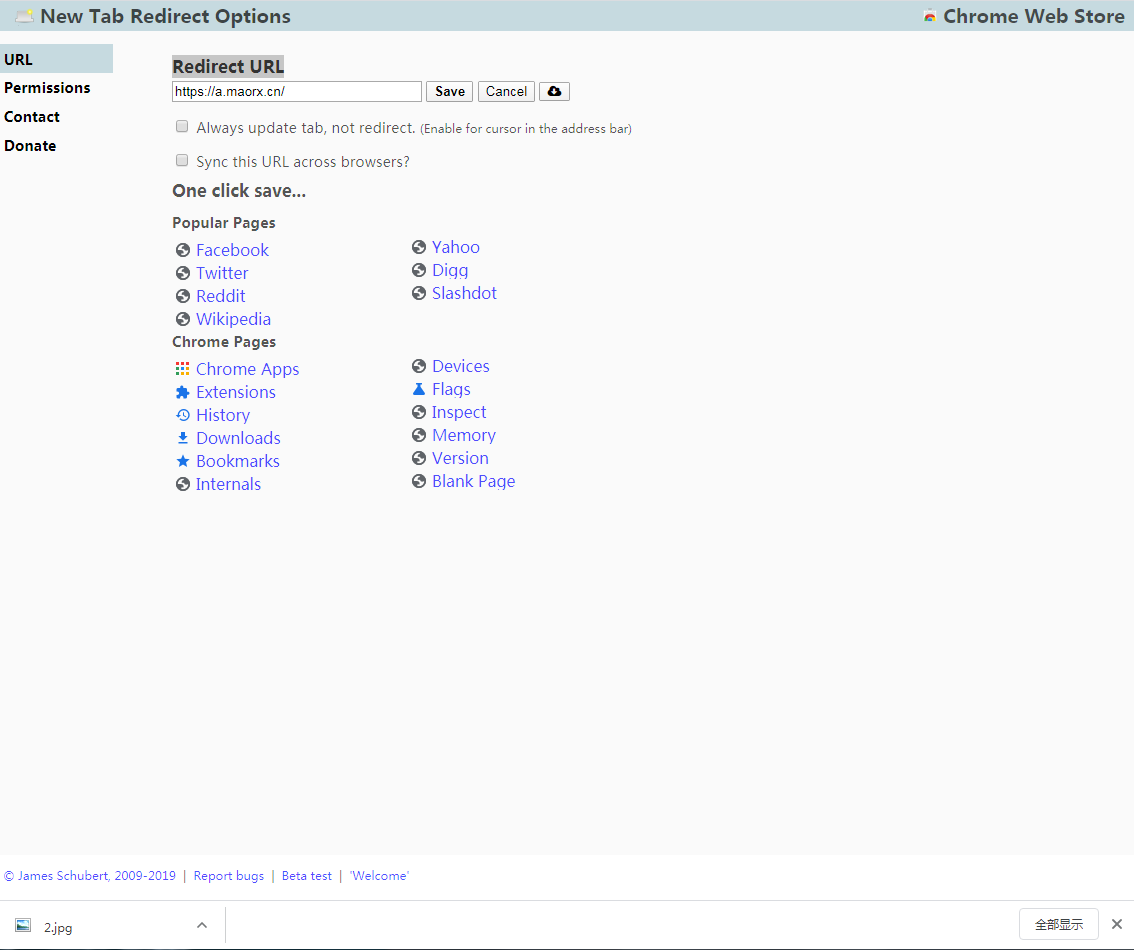 New Tab Redirect Options
Chrome Web Store
URL
Permissions
Contact
Donate
Redirect URL
https://a.maorx.cn/ Save Cancel
Always update tab, not redirect. (Enable for cursor in the address bar)
Sync this URL across browsers?
One click save...
Popular Pages
Facebook
Twitter
Reddit
Wikipedia
Yahoo
Digg
Slashdot
Chrome Pages
Chrome Apps
Extensions
History
Downloads
Bookmarks
Internals
Devices
Flags
Inspect
Memory
Version
Blank Page
© James Schubert, 2009-2019 | Report bugs | Beta test | 'Welcome'
2.jpg
全部显示